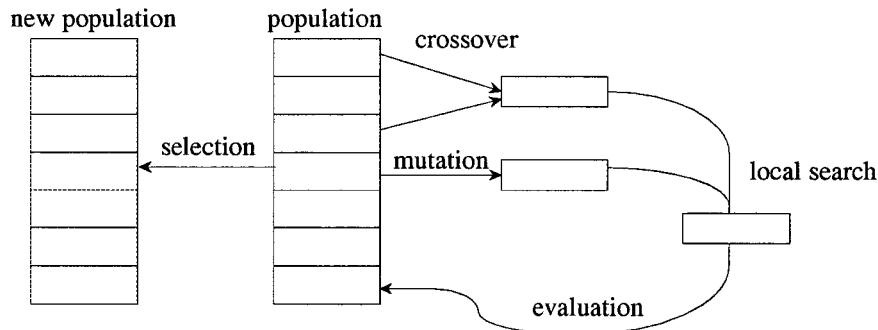 new population
population
crossover
selection
mutation
local search
evaluation